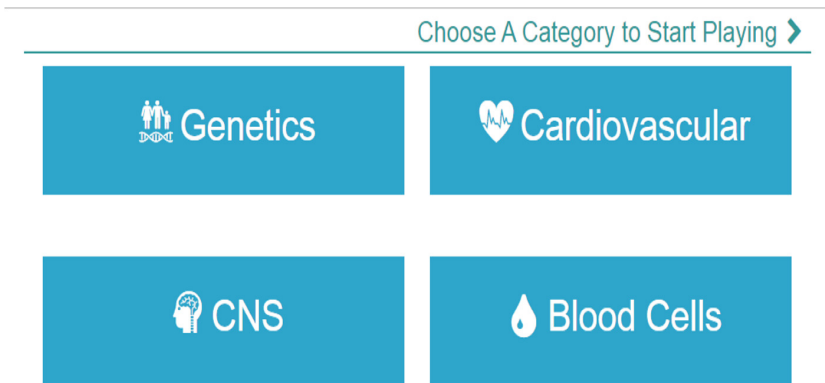 Choose A Category to Start Playing
Genetics
Cardiovascular
CNS
Blood Cells